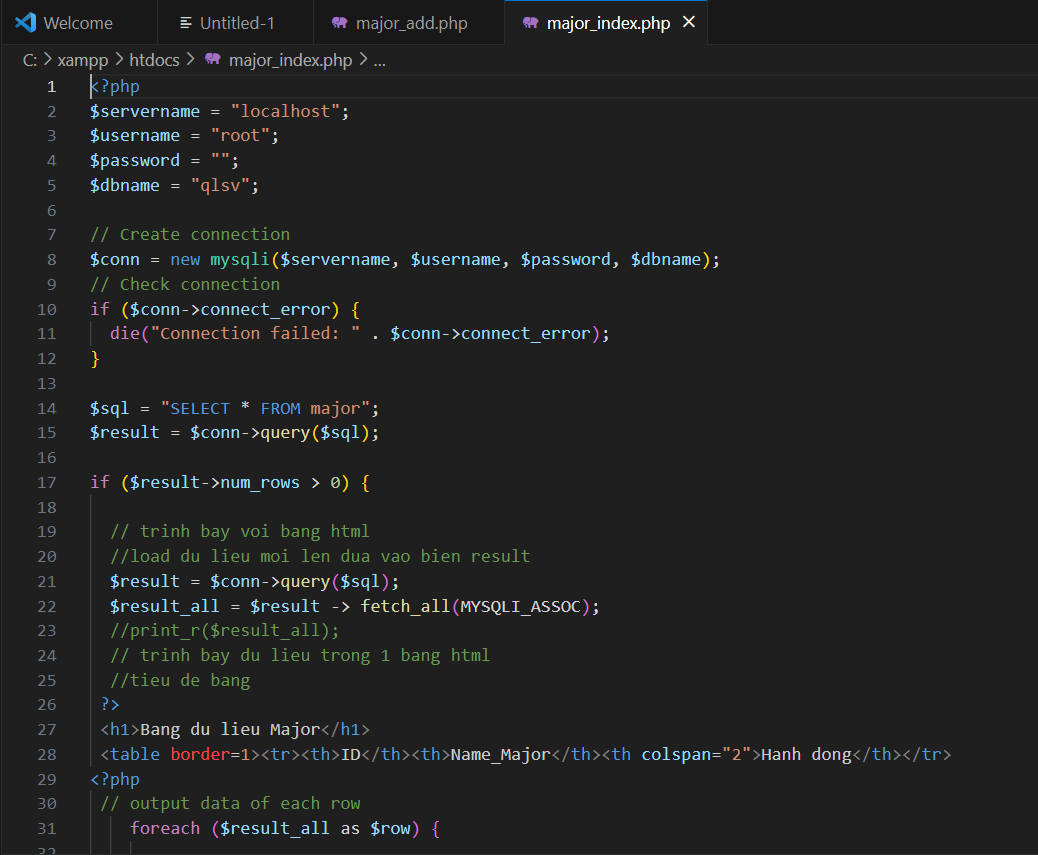 Welcome
Untitled-1
major_add.php
major_index.php
C: > xampp > htdocs > major_index.php > ...
1 <?php
2 $servername = "localhost";
3 $username = "root";
4 $password = "";
5 $dbname = "qlsv";
6
7 // Create connection
8 $conn = new mysqli($servername, $username, $password, $dbname);
9 // Check connection
10 if ($conn->connect_error) {
11 die("Connection failed: " . $conn->connect_error);
12 }
13
14 $sql = "SELECT * FROM major";
15 $result = $conn->query($sql);
16
17 if ($result->num_rows > 0) {
18
19 // trinh bay voi bang html
20 //load du lieu moi len dua vao bien result
21 $result = $conn->query($sql);
22 $result_all = $result -> fetch_all(MYSQLI_ASSOC);
23 //print_r($result_all);
24 // trinh bay du lieu trong 1 bang html
25 //tieu de bang
26 ?>
27 <h1>Bang du lieu Major</h1>
28 <table border=1><tr><th>ID</th><th>Name_Major</th><th colspan="2">Hanh dong</th></tr>
29 <?php
30 // output data of each row
31 foreach ($result_all as $row) {
32